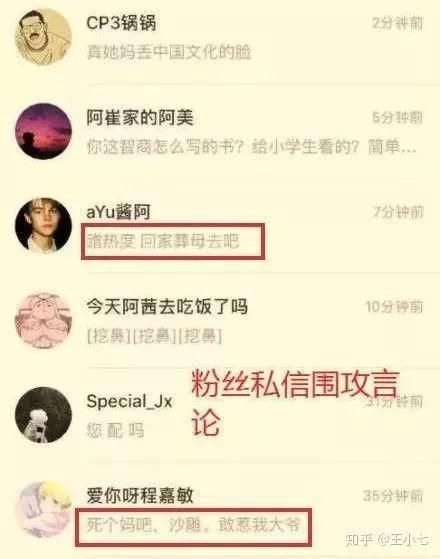 CP3锅锅 2分钟前
真她妈丢中国文化的脸
阿崔家的阿美 5分钟前
你这智商怎么写的书？给小学生看的？简单...
aYu酱阿 7分钟前
蹭热度 回家葬母去吧
今天阿茜去吃饭了吗 10分钟前
[挖鼻][挖鼻][挖鼻]
粉丝私信围攻言
Special_Jx 31分钟前
论
您 配 吗
爱你呀程嘉敏 35分钟前
死个妈吧、沙雕。敢惹我大爷
知乎 @王小七